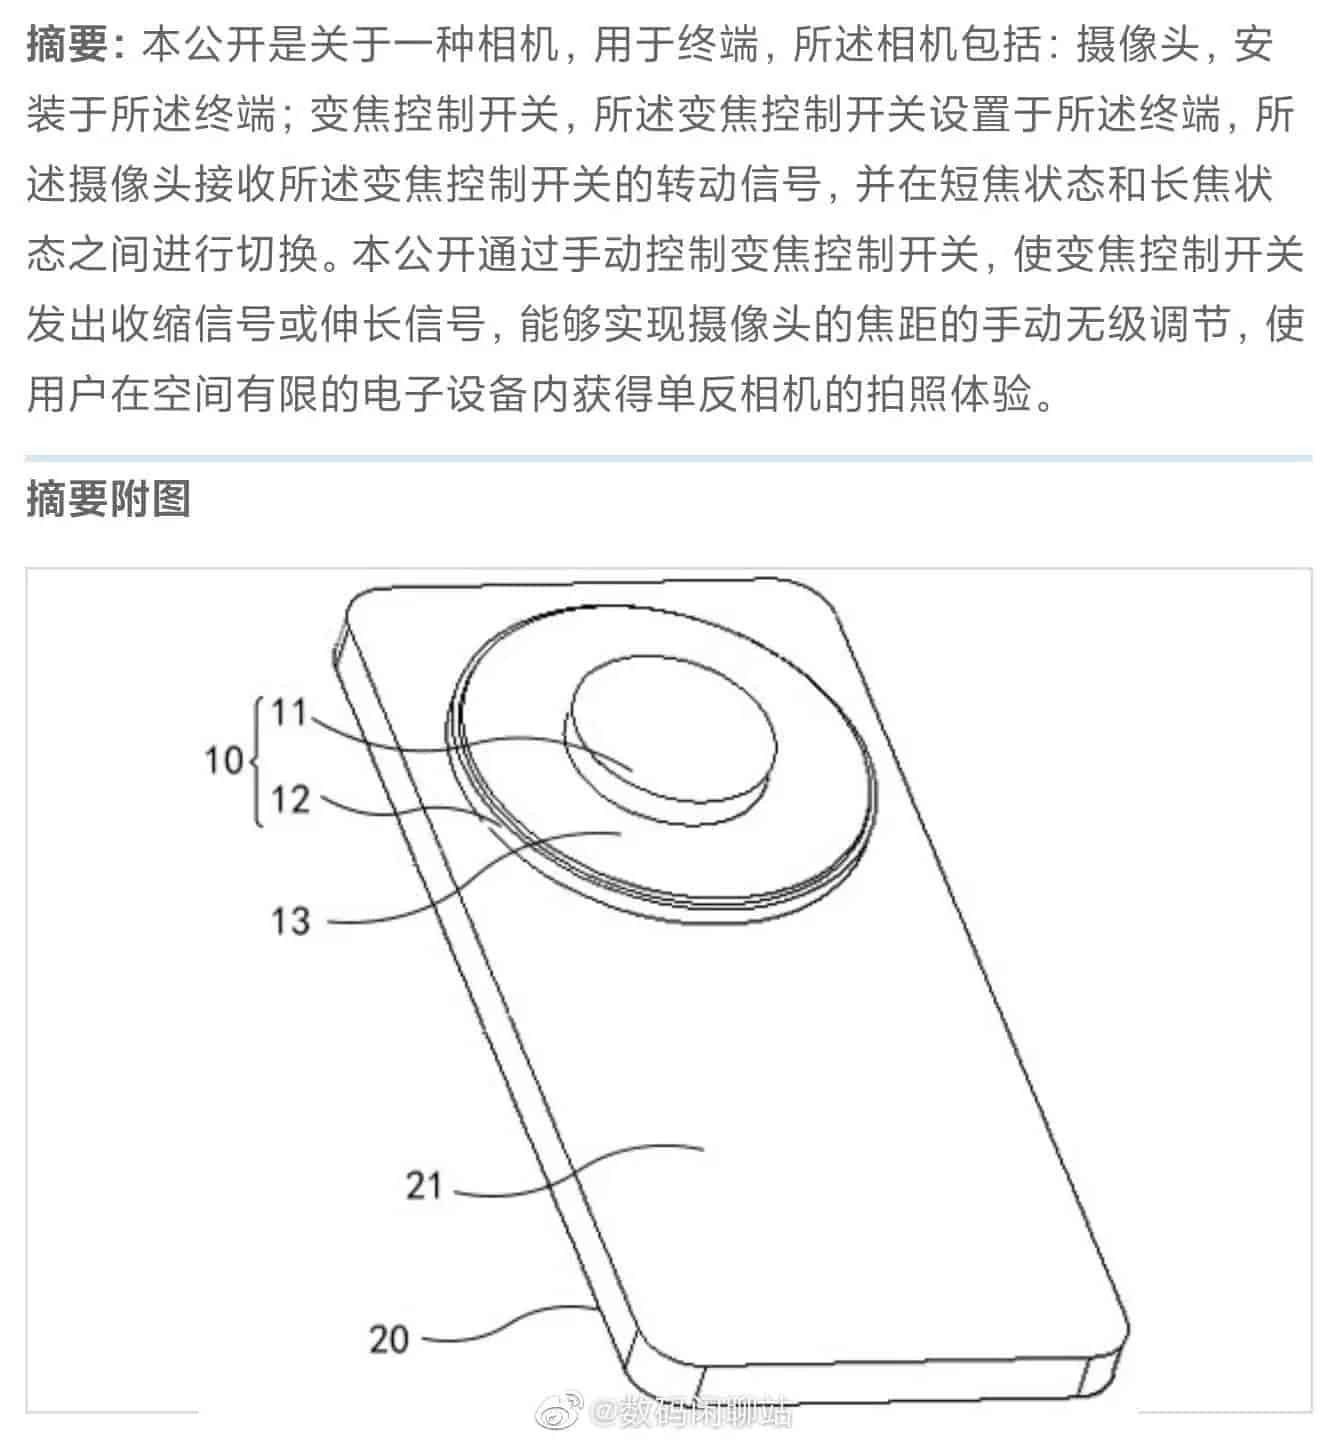 摘要：本公开是关于一种相机，用于终端，所述相机包括：摄像头，安
装于所述终端；变焦控制开关，所述变焦控制开关设置于所述终端，所
述摄像头接收所述变焦控制开关的转动信号，并在短焦状态和长焦状
态之间进行切换。本公开通过手动控制变焦控制开关，使变焦控制开关
发出收缩信号或伸长信号，能够实现摄像头的焦距的手动无级调节，使
用户在空间有限的电子设备内获得单反相机的拍照体验。
摘要附图
11
10
12
13
21
20
@数码闲聊站